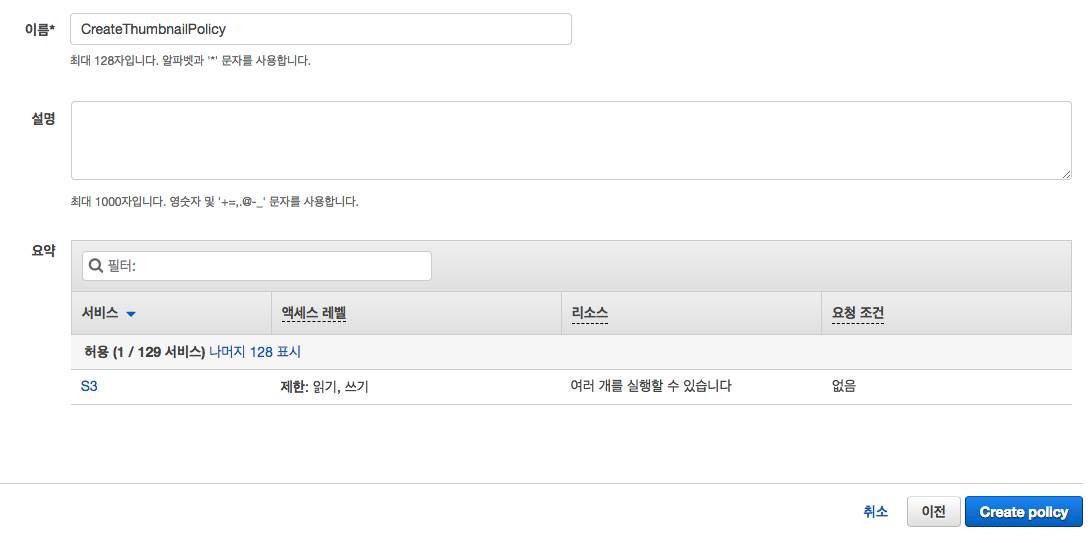 이름* CreateThumbnailPolicy
최대 128자입니다. 알파벳과 '*' 문자를 사용합니다.
설명
최대 1000자입니다. 영숫자 및 '+=,.@-_' 문자를 사용합니다.
요약
필터:
서비스 액세스 레벨 리소스 요청 조건
허용 (1 / 129 서비스) 나머지 128 표시
S3 제한: 읽기, 쓰기 여러 개를 실행할 수 있습니다 없음
취소 이전 Create policy